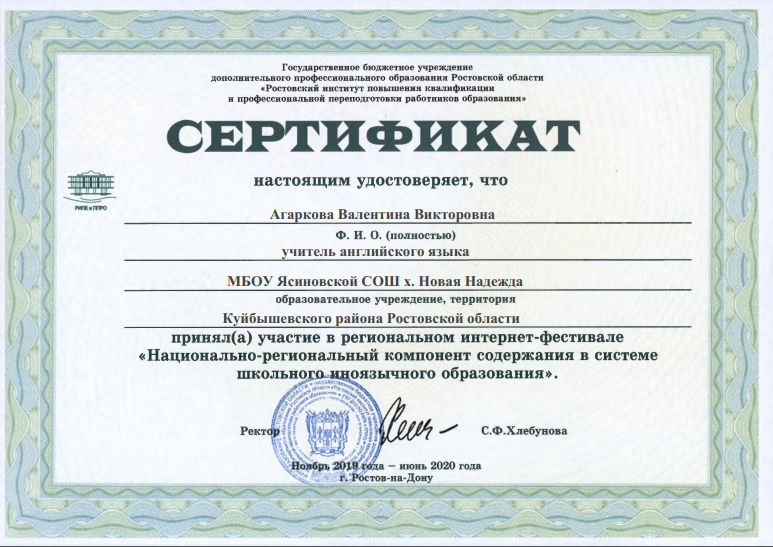 Государственное бюджетное учреждение
дополнительного профессионального образования Ростовской области
«Ростовский институт повышения квалификации
и профессиональной переподготовки работников образования»
СЕРТИФИКАТ
настоящим удостоверяет, что
РИПК и ППРО
Агаркова Валентина Викторовна
Ф. И. О. (полностью)
учитель английского языка
МБОУ Ясиновской СОШ х. Новая Надежда
образовательное учреждение, территория
Куйбышевского района Ростовской области
принял(а) участие в региональном интернет-фестивале
«Национально-региональный компонент содержания в системе
школьного иноязычного образования».
Ректор С.Ф.Хлебунова
Ноябрь 2019 года – июнь 2020 года
г. Ростов-на-Дону